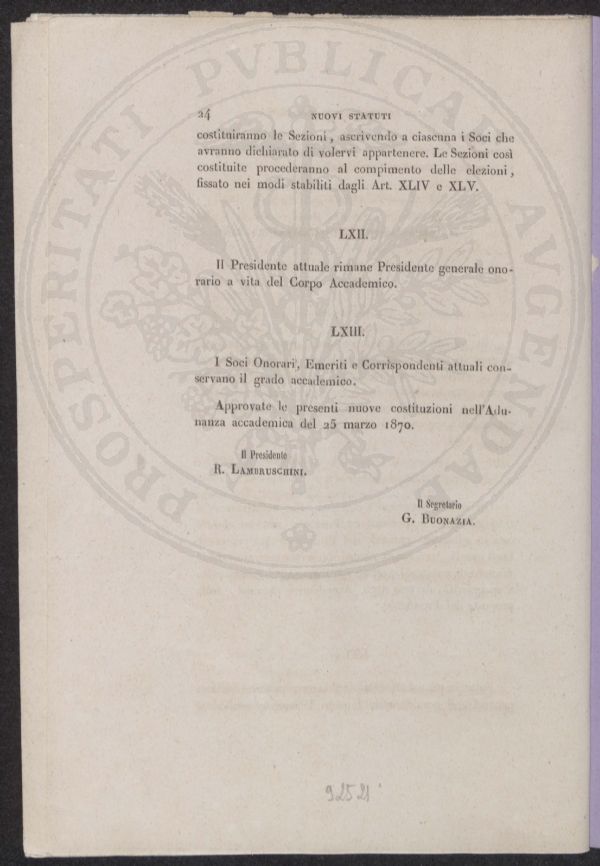 24
NUOVI STATUTI
costituiranno le Sezioni, ascrivendo a ciascuna i Soci che
avranno dichiarato di volervi appartenere. Le Sezioni così
costituite procederanno al compimento delle elezioni,
fissato nei modi stabiliti dagli Art. XLIV e XLV.
LXII.
Il Presidente attuale rimane Presidente generale ono-
rario a vita del Corpo Accademico.
LXIII.
I Soci Onorari, Emeriti e Corrispondenti attuali con-
servano il grado accademico.
Approvate le presenti nuove costituzioni nell'Adu-
nanza accademica del 25 marzo 1870.
Il Presidente
R. LAMBRUSCHINI.
Il Segretario
G. BUONAZIA.
92521
PROSPERITATI PVBLICAE AVGENDAE